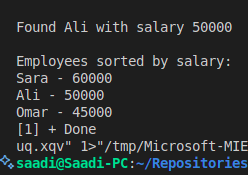 Found Ali with salary 50000
Employees sorted by salary:
Sara - 60000
Ali - 50000
Omar - 45000
[1] + Done
uq.xqv" 1>"/tmp/Microsoft-MIE
saadi@Saadi-PC:~/Repositories